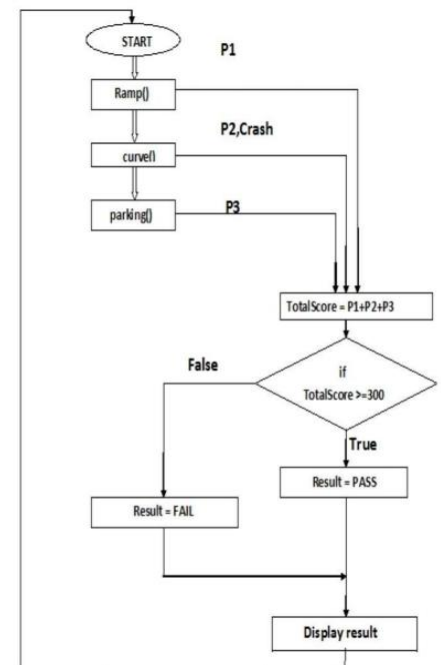 START
P1
Ramp()
P2,Crash
curve()
parking()
P3
TotalScore = P1+P2+P3
False
if
TotalScore >=300
True
Result = PASS
Result = FAIL
Display result